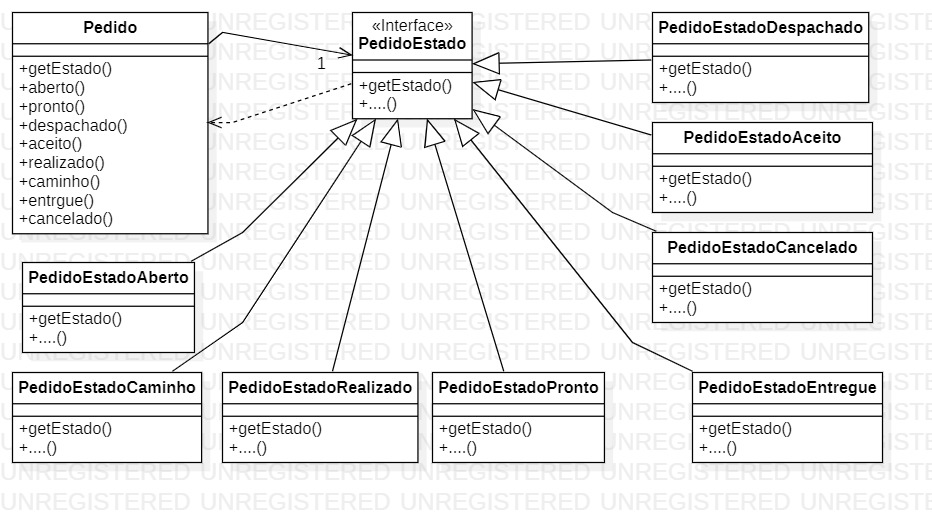 Pedido
+getEstado()
+aberto()
+pronto()
+despachado()
+aceito()
+realizado()
+caminho()
+entrgue()
+cancelado()
1
«Interface»
PedidoEstado
+getEstado()
+....()
PedidoEstadoDespachado
+getEstado()
+....()
PedidoEstadoAceito
+getEstado()
+....()
PedidoEstadoCancelado
+getEstado()
+....()
PedidoEstadoAberto
+getEstado()
+....()
PedidoEstadoCaminho
+getEstado()
+....()
PedidoEstadoRealizado
+getEstado()
+....()
PedidoEstadoPronto
+getEstado()
+....()
PedidoEstadoEntregue
+getEstado()
+....()
UNREGISTERED UNREGISTERED UNREGISTERED UNREGISTERED